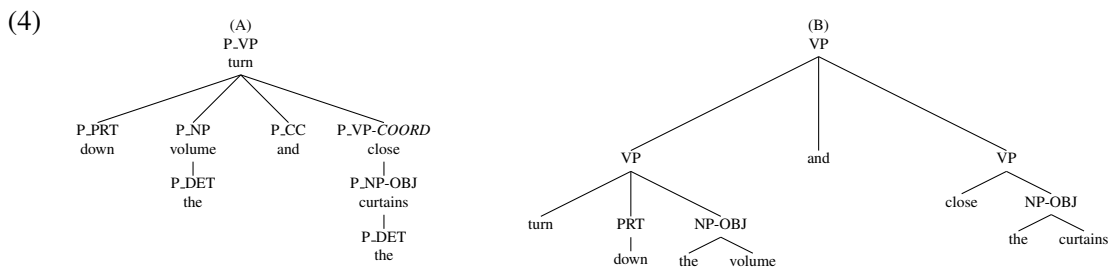 (4)
(A) (B)
P_VP VP
turn
P_PRT P_NP P_CC P_VP-COORD
down volume and close
VP and VP
P_DET P_NP-OBJ
the curtains
turn PRT NP-OBJ close NP-OBJ
P_DET
the
down the volume the curtains